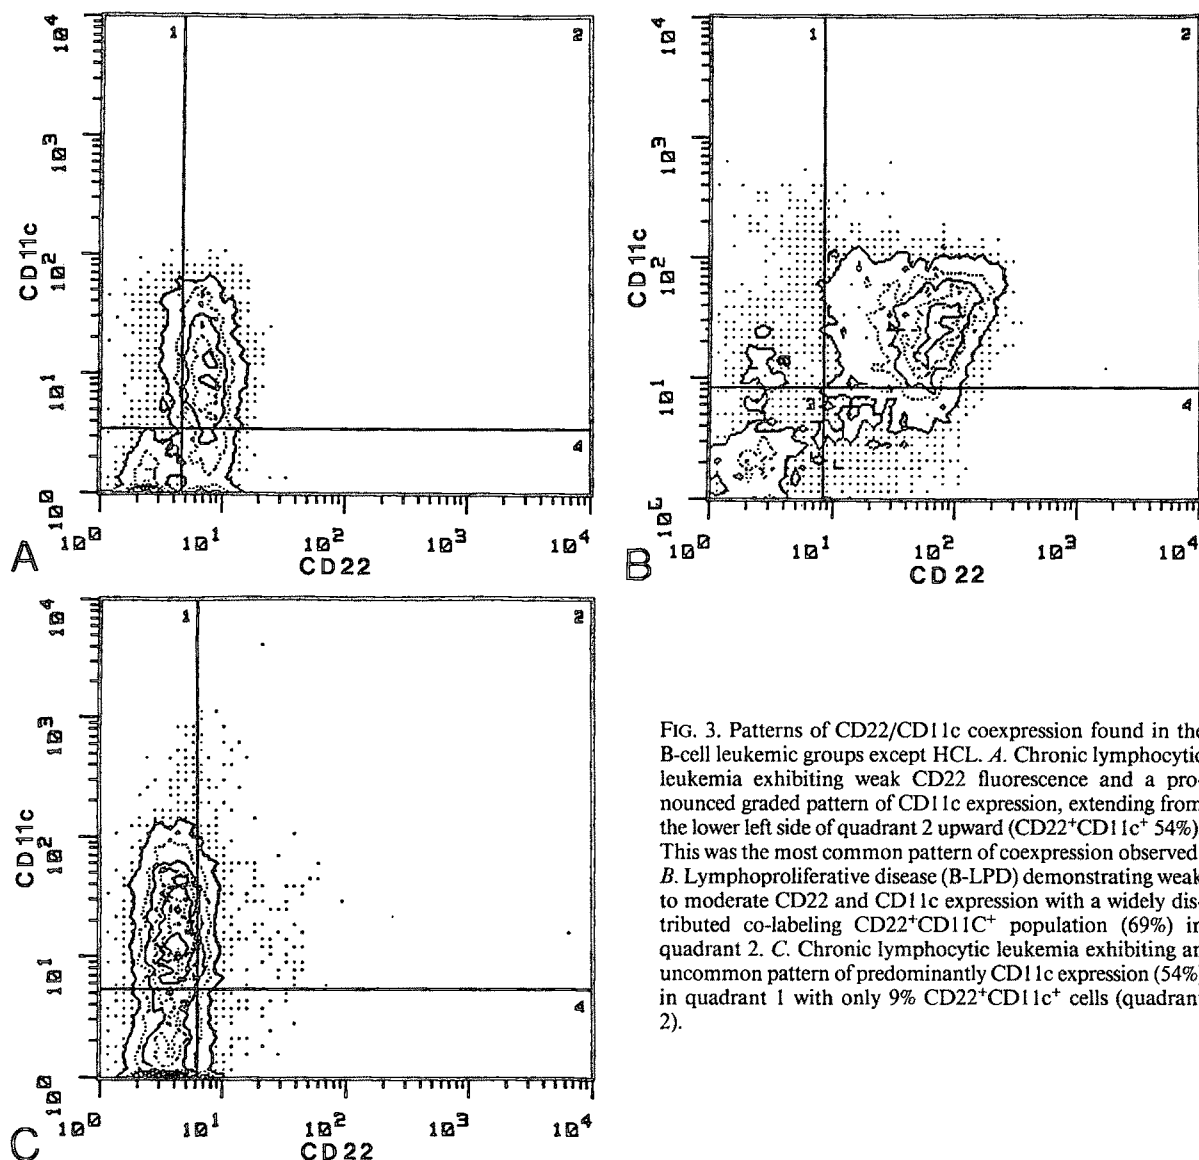 A
1
2
4
10⁴
10³
10²
10¹
10⁰
CD11c
10⁰
10¹
10²
10³
10⁴
CD22
B
1
2
3
4
10⁴
10³
10²
10¹
CD11c
10⁰
10¹
10²
10³
10⁴
CD22
C
1
2
4
10⁴
10³
10²
10¹
10⁰
CD11c
10⁰
10¹
10²
10³
10⁴
CD22
FIG. 3. Patterns of CD22/CD11c coexpression found in the
B-cell leukemic groups except HCL. A. Chronic lymphocytic
leukemia exhibiting weak CD22 fluorescence and a pro-
nounced graded pattern of CD11c expression, extending from
the lower left side of quadrant 2 upward (CD22⁺CD11c⁺ 54%)
This was the most common pattern of coexpression observed
B. Lymphoproliferative disease (B-LPD) demonstrating weak
to moderate CD22 and CD11c expression with a widely dis-
tributed co-labeling CD22⁺CD11C⁺ population (69%) in
quadrant 2. C. Chronic lymphocytic leukemia exhibiting an
uncommon pattern of predominantly CD11c expression (54%)
in quadrant 1 with only 9% CD22⁺CD11c⁺ cells (quadrant
2).